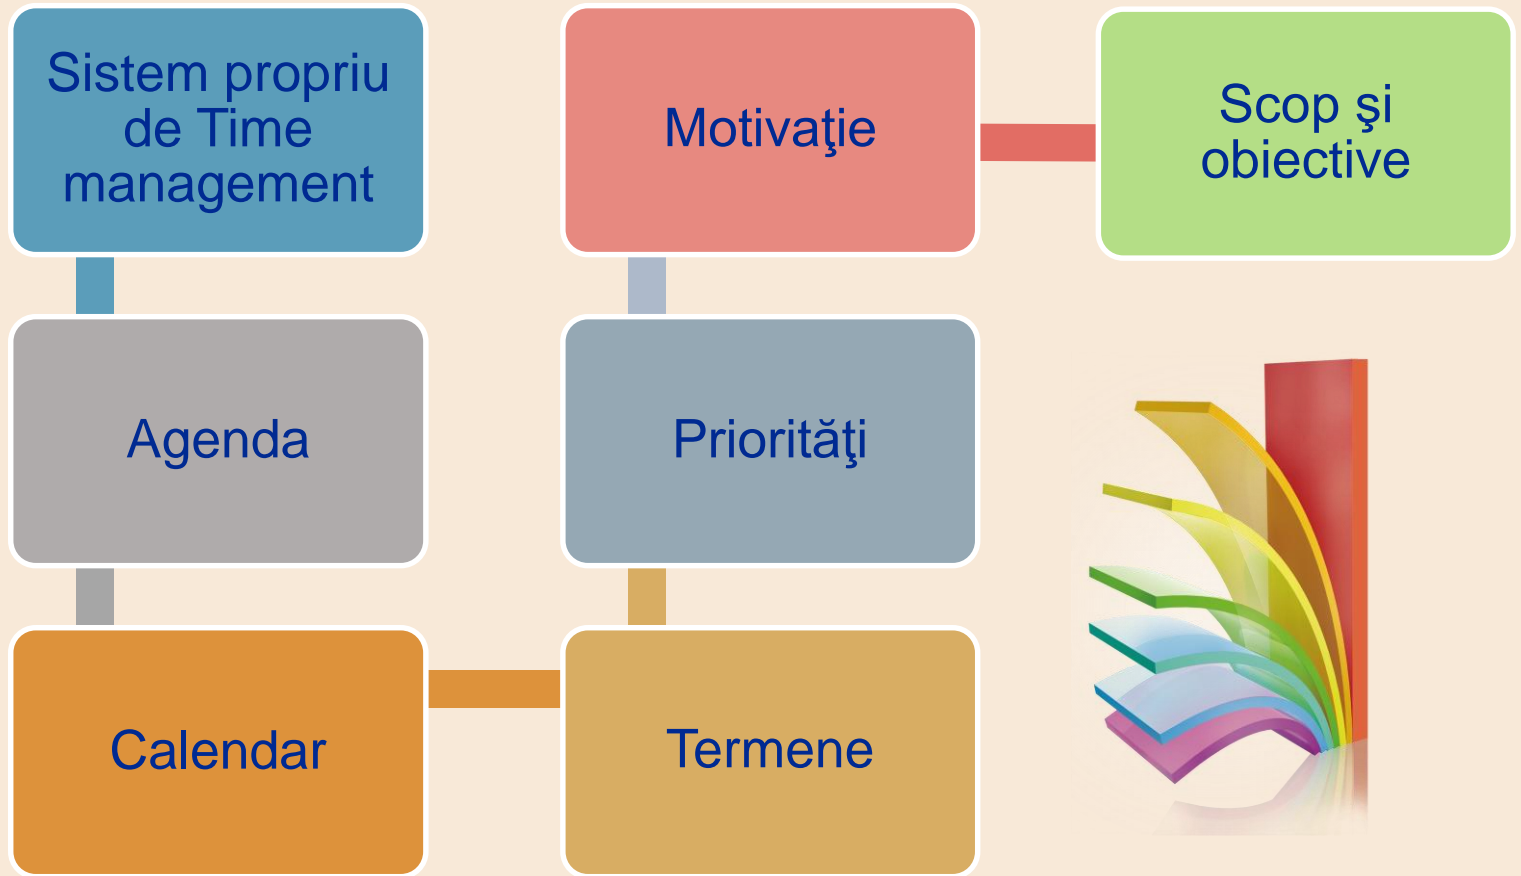 Sistem propriu
de Time
management
Agenda
Calendar
Termene
Priorităţi
Motivaţie
Scop şi
obiective